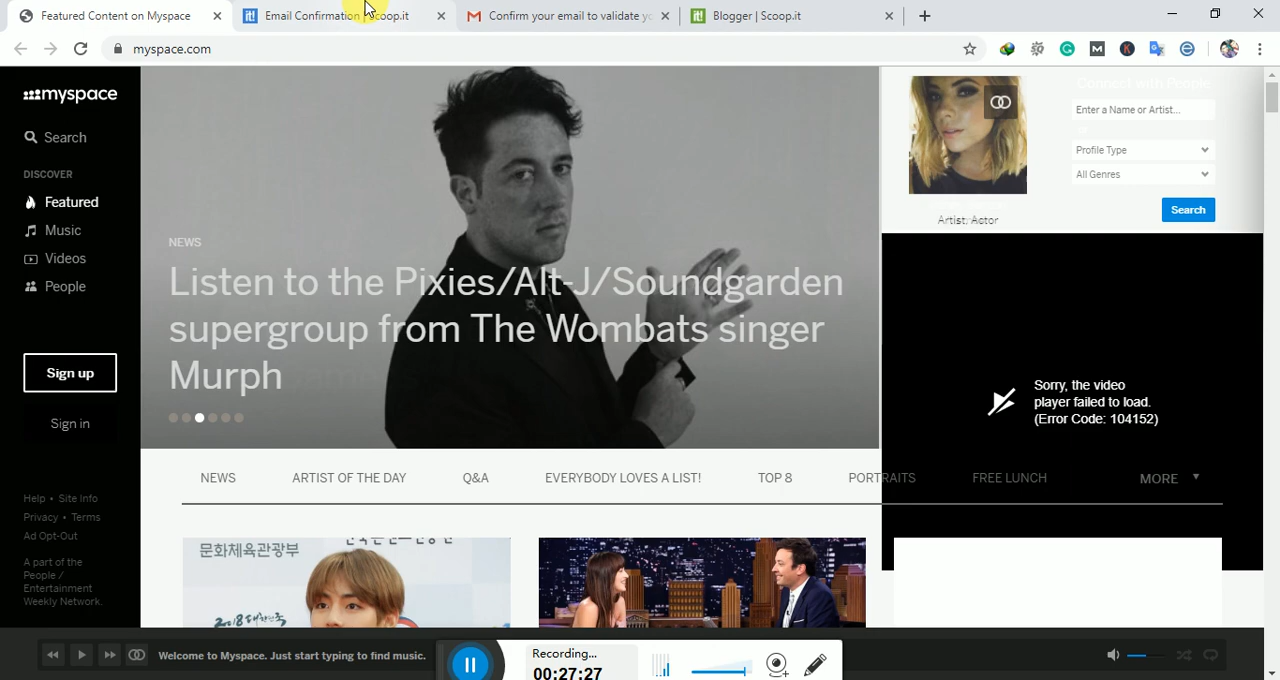 Featured Content on Myspace
Email Confirmation | Scoop.it
Confirm your email to validate yo
Blogger | Scoop.it
myspace.com
myspace
Search
DISCOVER
Featured
Music
Videos
People
Sign up
Sign in
Help • Site Info
Privacy • Terms
Ad Opt-Out
A part of the
People /
Entertainment
Weekly Network.
NEWS
Listen to the Pixies/Alt-J/Soundgarden
supergroup from The Wombats singer
Murph
Connect with People
Enter a Name or Artist...
Profile Type
All Genres
Search
Artist, Actor
Sorry, the video
player failed to load.
(Error Code: 104152)
NEWS
ARTIST OF THE DAY
Q&A
EVERYBODY LOVES A LIST!
TOP 8
PORTRAITS
FREE LUNCH
MORE
문화체육관광부
2018
Welcome to Myspace. Just start typing to find music.
Recording...
00:27:27